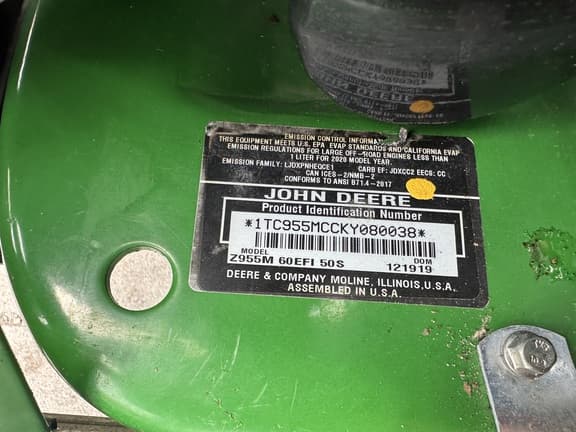 EMISSION CONTROL INFORMA
THIS EQUIPMENT MEETS U.S. EPA EVAP STANDARDS AND CALIFORNIA EVAP
EMISSION REGULATIONS FOR LARGE OFF-ROAD ENGINES LESS THAN
1 LITER FOR 2020 MODEL YEAR.
EMISSION FAMILY: LJDXPNHEQCE1 CARB EF: JDXCC2 EECS: CC
CAN ICES-2/NMB-2
CONFORMS TO ANSI B71.4-2017
JOHN DEERE
Product Identification Number
*1TC955MCCKY080038*
MODEL DOM
Z955M 60EFI 50S 121919
DEERE & COMPANY MOLINE, ILLINOIS, U.S.A.
ASSEMBLED IN U.S.A.